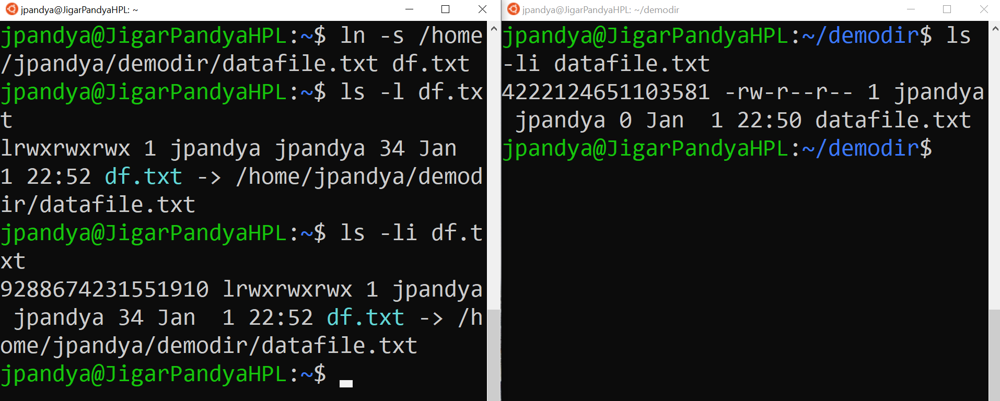 jpandya@JigarPandyaHPL: ~
jpandya@JigarPandyaHPL:~$ ln -s /home
/jpandya/demodir/datafile.txt df.txt
jpandya@JigarPandyaHPL:~$ ls -l df.tx
t
lrwxrwxrwx 1 jpandya jpandya 34 Jan
1 22:52 df.txt -> /home/jpandya/demod
ir/datafile.txt
jpandya@JigarPandyaHPL:~$ ls -li df.t
xt
9288674231551910 lrwxrwxrwx 1 jpandya
 jpandya 34 Jan  1 22:52 df.txt -> /h
ome/jpandya/demodir/datafile.txt
jpandya@JigarPandyaHPL:~$
jpandya@JigarPandyaHPL: ~/demodir
jpandya@JigarPandyaHPL:~/demodir$ ls
-li datafile.txt
4222124651103581 -rw-r--r-- 1 jpandya
 jpandya 0 Jan  1 22:50 datafile.txt
jpandya@JigarPandyaHPL:~/demodir$